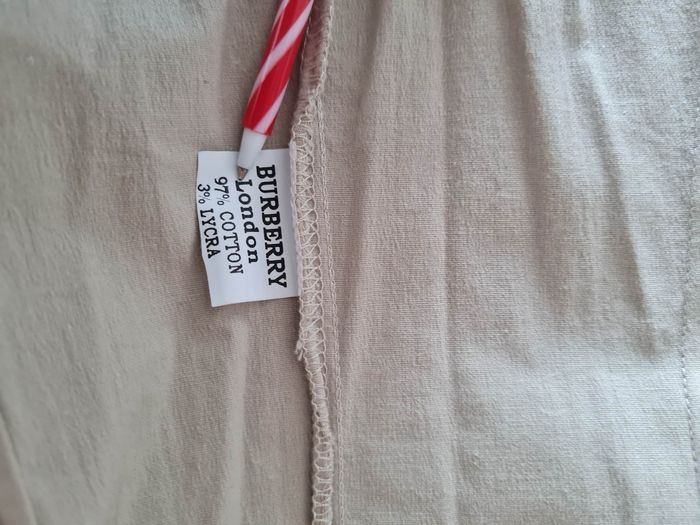 BURBERRY
London
97% COTTON
3% LYCRA